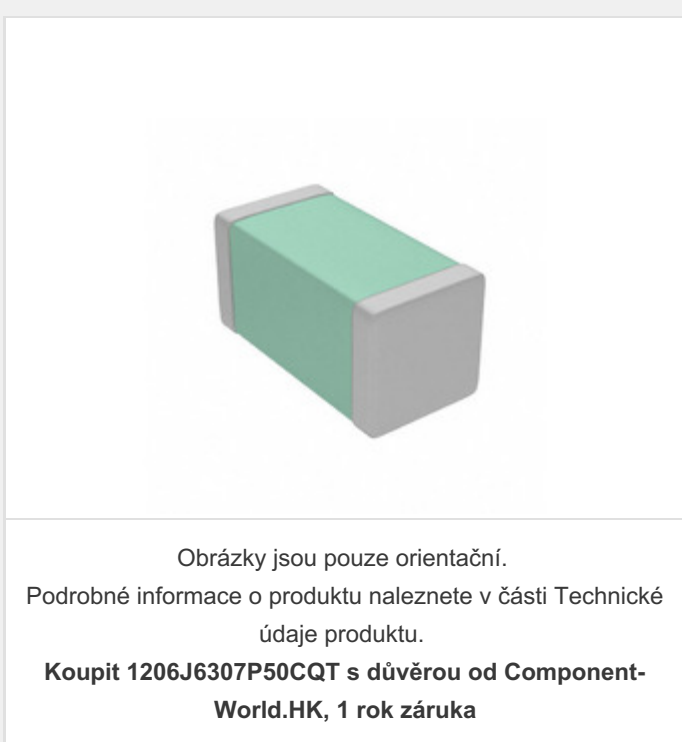 Obrázky jsou pouze orientační.
Podrobné informace o produktu naleznete v části Technické
údaje produktu.
Koupit 1206J6307P50CQT s důvěrou od Component-
World.HK, 1 rok záruka